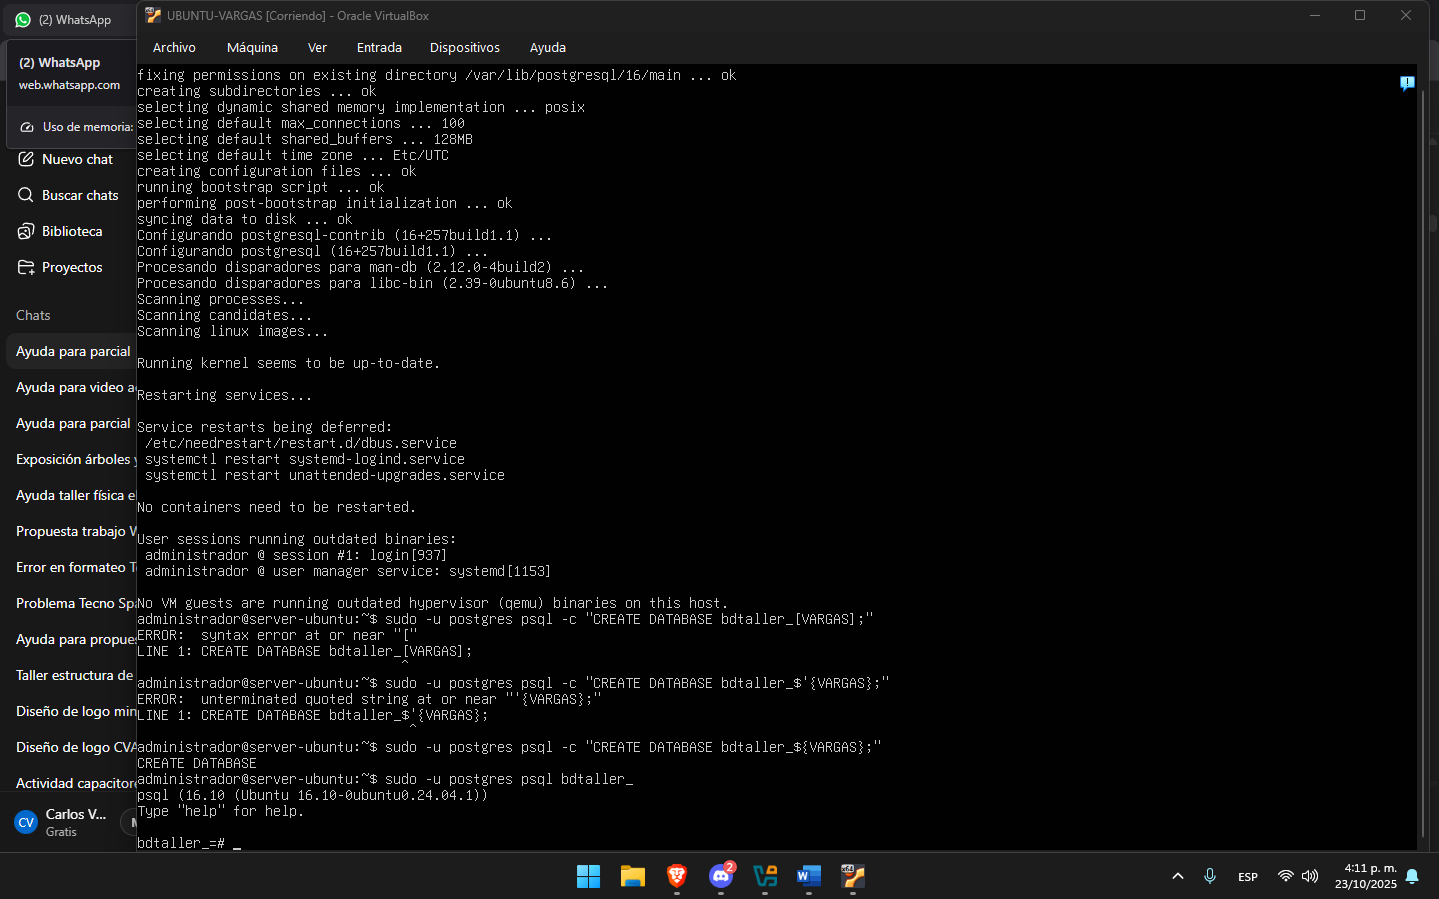 (2) WhatsApp
(2) WhatsApp
web.whatsapp.com
Uso de memoria:
Nuevo chat
Buscar chats
Biblioteca
Proyectos
Chats
Ayuda para parcial
Ayuda para video a
Ayuda para parcial
Exposición árboles y
Ayuda taller física e
Propuesta trabajo W
Error en formateo T
Problema Tecno Spa
Ayuda para propue
Taller estructura de
Diseño de logo min
Diseño de logo CVA
Actividad capacitor
CV
Carlos V...
Gratis
UBUNTU-VARGAS [Corriendo] - Oracle VirtualBox
Archivo Máquina Ver Entrada Dispositivos Ayuda
fixing permissions on existing directory /var/lib/postgresql/16/main ... ok
creating subdirectories ... ok
selecting dynamic shared memory implementation ... posix
selecting default max_connections ... 100
selecting default shared_buffers ... 128MB
selecting default time zone ... Etc/UTC
creating configuration files ... ok
running bootstrap script ... ok
performing post-bootstrap initialization ... ok
syncing data to disk ... ok
Configurando postgresql-contrib (16+257build1.1) ...
Configurando postgresql (16+257build1.1) ...
Procesando disparadores para man-db (2.12.0-4build2) ...
Procesando disparadores para libc-bin (2.39-0ubuntu8.6) ...
Scanning processes...
Scanning candidates...
Scanning linux images...
Running kernel seems to be up-to-date.
Restarting services...
Service restarts being deferred:
/etc/needrestart/restart.d/dbus.service
systemctl restart systemd-logind.service
systemctl restart unattended-upgrades.service
No containers need to be restarted.
User sessions running outdated binaries:
administrador @ session #1: login[937]
administrador @ user manager service: systemd[1153]
No VM guests are running outdated hypervisor (qemu) binaries on this host.
administrador@server-ubuntu:~$ sudo -u postgres psql -c "CREATE DATABASE bdtaller_[VARGAS];"
ERROR:  syntax error at or near "["
LINE 1: CREATE DATABASE bdtaller_[VARGAS];
^
administrador@server-ubuntu:~$ sudo -u postgres psql -c "CREATE DATABASE bdtaller_$'{VARGAS};"
ERROR:  unterminated quoted string at or near "'{VARGAS};"
LINE 1: CREATE DATABASE bdtaller_$'{VARGAS};
^
administrador@server-ubuntu:~$ sudo -u postgres psql -c "CREATE DATABASE bdtaller_${VARGAS};"
CREATE DATABASE
administrador@server-ubuntu:~$ sudo -u postgres psql bdtaller_
psql (16.10 (Ubuntu 16.10-0ubuntu0.24.04.1))
Type "help" for help.
bdtaller_=# _
2
W
ESP
4:11 p. m.
23/10/2025